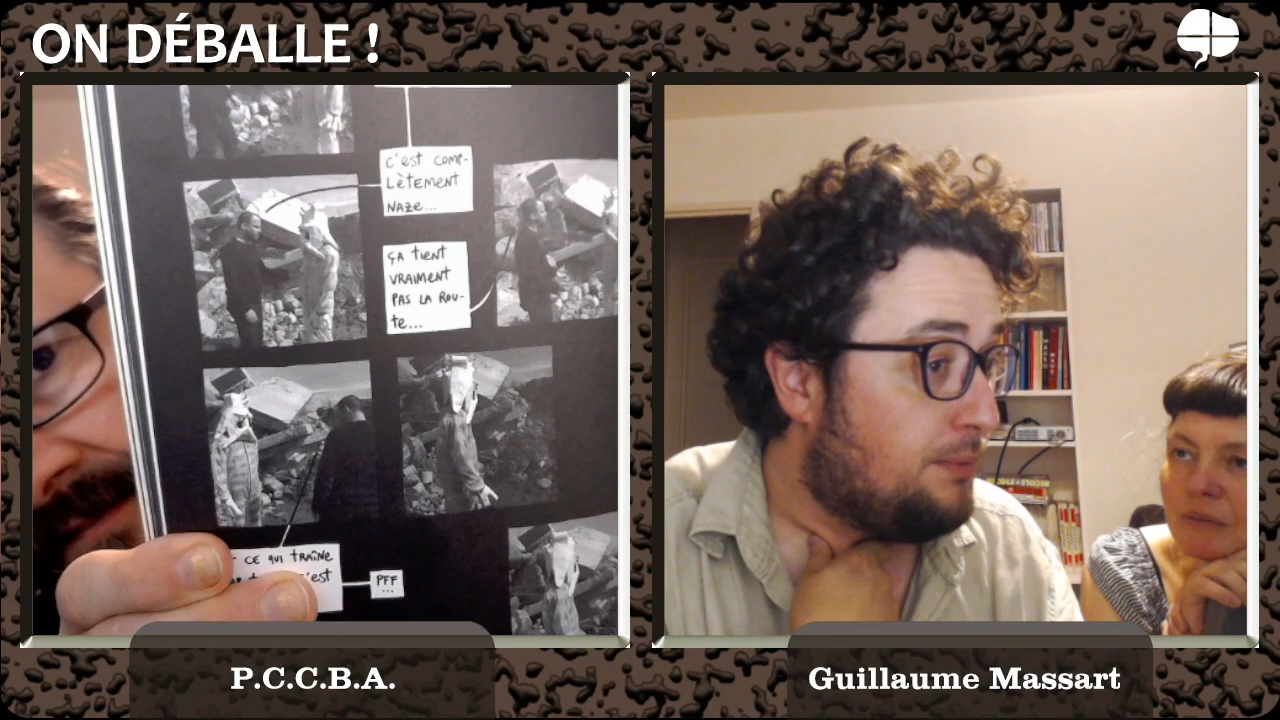 ON DÉBALLE !
C'EST COMP-
LÈTEMENT
NAZE...
ÇA TIENT
VRAIMENT
PAS LA ROU-
te...
CE QUI TRAÎNE
C'est
PFF
...
P.C.C.B.A.
Guillaume Massart